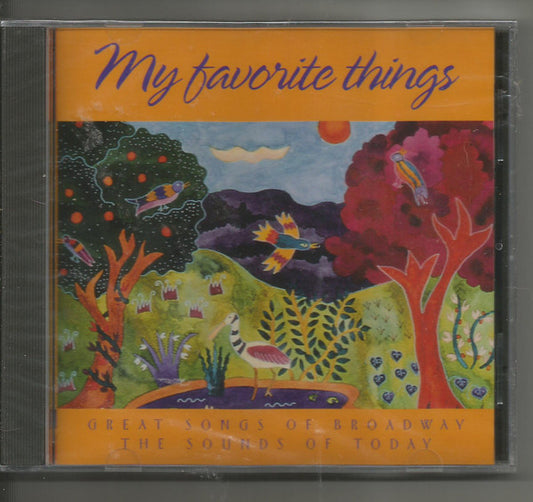 My favorite things
GREAT SONGS OF BROADWAY
THE SOUNDS OF TODAY